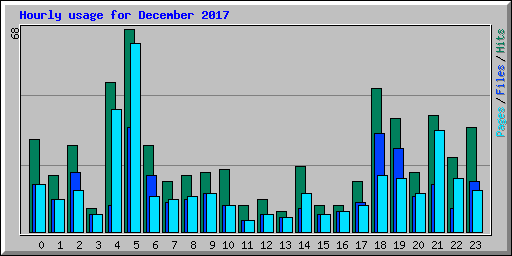 Hourly usage for December 2017
68
Pages / Files / Hits
0 1 2 3 4 5 6 7 8 9 10 11 12 13 14 15 16 17 18 19 20 21 22 23